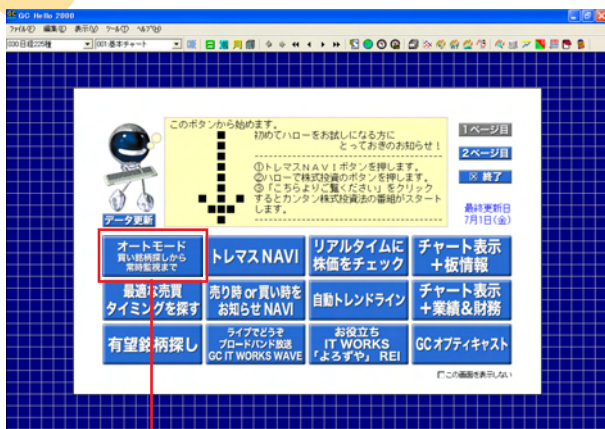 GC Hello 2000
ファイル(F) 編集(E) 表示(V) ツール(T) ヘルプ(H)
000:日経225種
001:基本チャート
日 週 月
このボタンから始めます。
初めてハローをお試しになる方に
とっておきのお知らせ！
①トレマスＮＡＶＩボタンを押します。
②ハローで株式投資のボタンを押します。
③「こちらよりご覧ください」をクリック
するとカンタン株式投資法の番組がスタート
します。
1ページ目
2ページ目
終了
最終更新日
7月1日(金)
データ更新
オートモード
買い銘柄探しから
常時監視まで
トレマス NAVI
リアルタイムに
株価をチェック
チャート表示
+板情報
最適な売買
タイミングを探す
売り時 or 買い時を
お知らせ NAVI
自動トレンドライン
チャート表示
+業績&財務
有望銘柄探し
ライブでどうぞ
ブロードバンド放送
GC IT WORKS WAVE
お役立ち
IT WORKS
「よろずや」 REI
GC オプティキャスト
この画面を表示しない